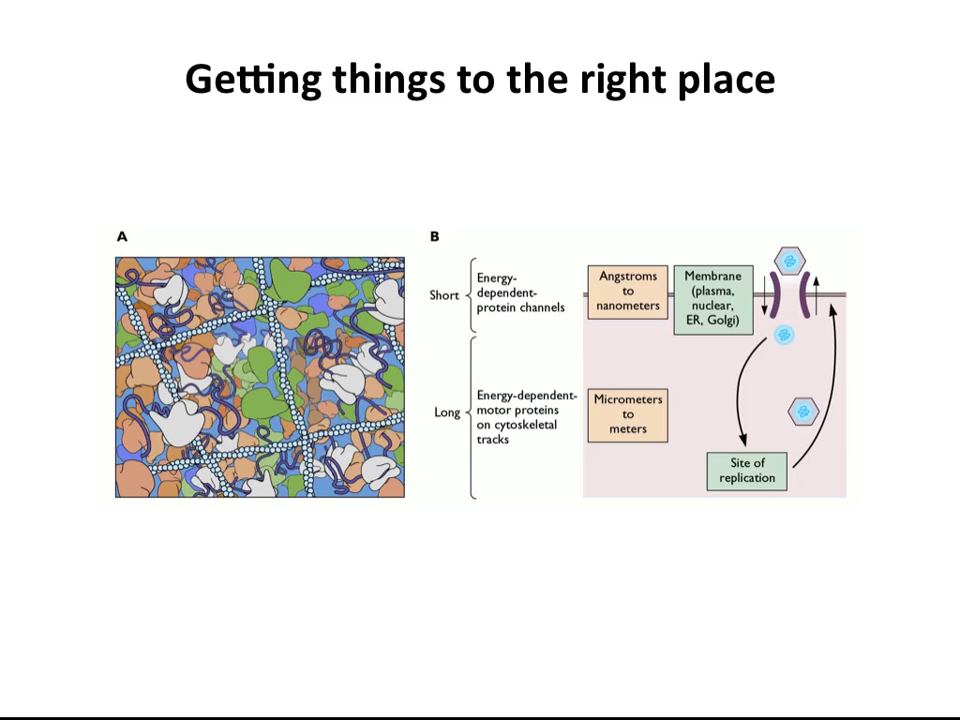 Getting things to the right place
A
B
Short
Energy-
dependent-
protein channels
Angstroms
to
nanometers
Membrane
(plasma,
nuclear,
ER, Golgi)
Long
Energy-dependent-
motor proteins
on cytoskeletal
tracks
Micrometers
to
meters
Site of
replication